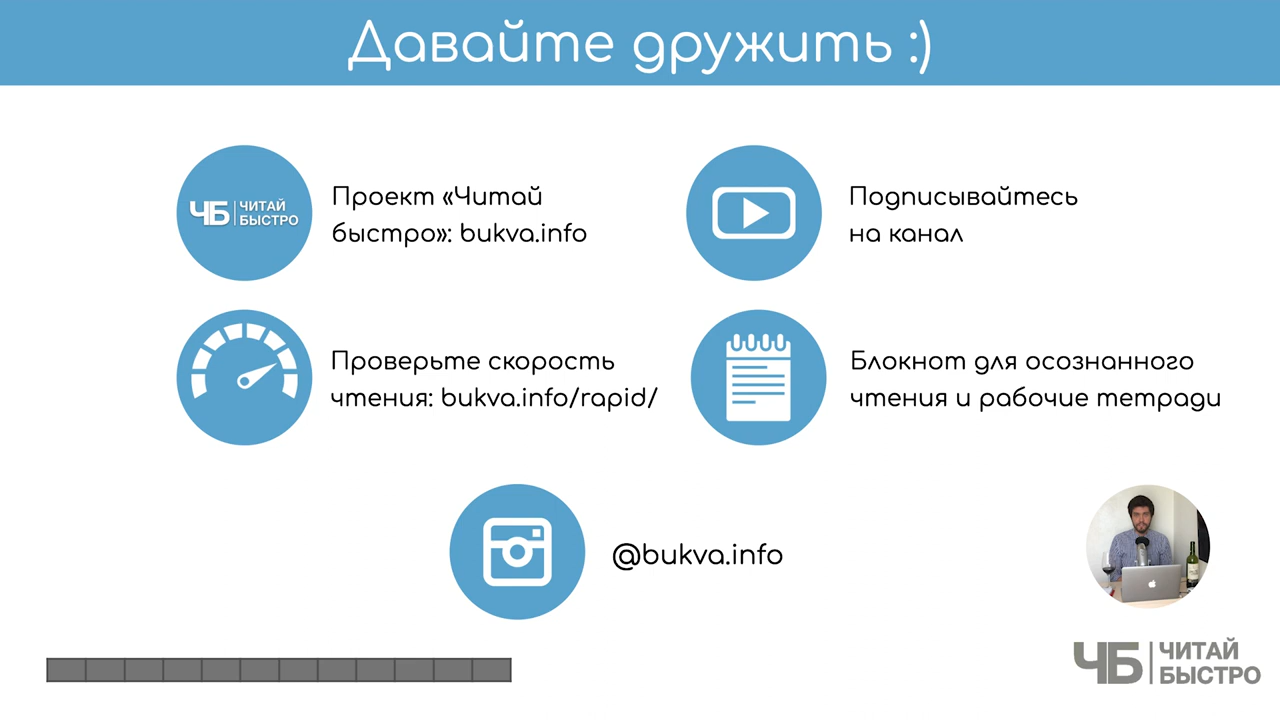 Давайте дружить :)
ЧБ ЧИТАЙ
БЫСТРО
Проект «Читай
быстро»: bukva.info
Подписывайтесь
на канал
Проверьте скорость
чтения: bukva.info/rapid/
Блокнот для осознанного
чтения и рабочие тетради
@bukva.info
ЧБ ЧИТАЙ
БЫСТРО